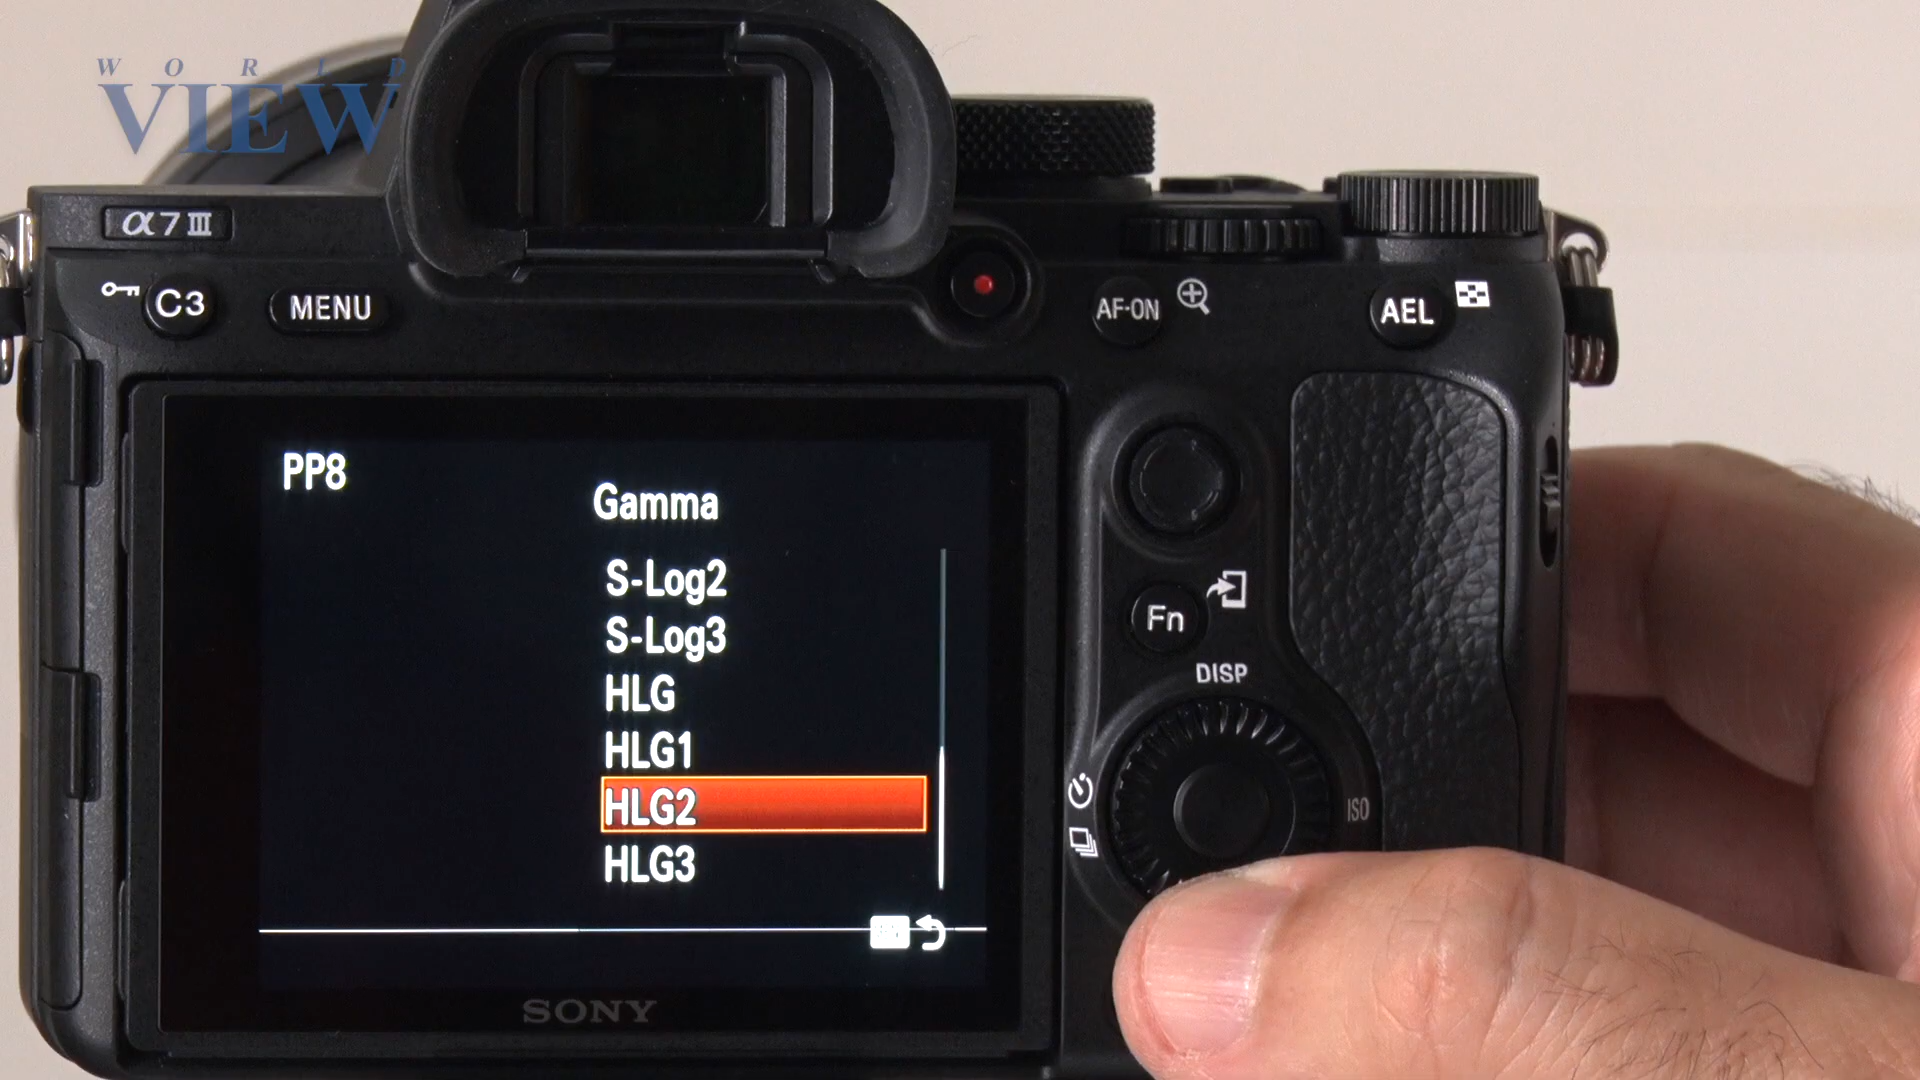 WORLD
VIEW
α7III
C3
MENU
AF-ON
AEL
PP8
Gamma
S-Log2
S-Log3
HLG
HLG1
HLG2
HLG3
Fn
DISP
ISO
SONY